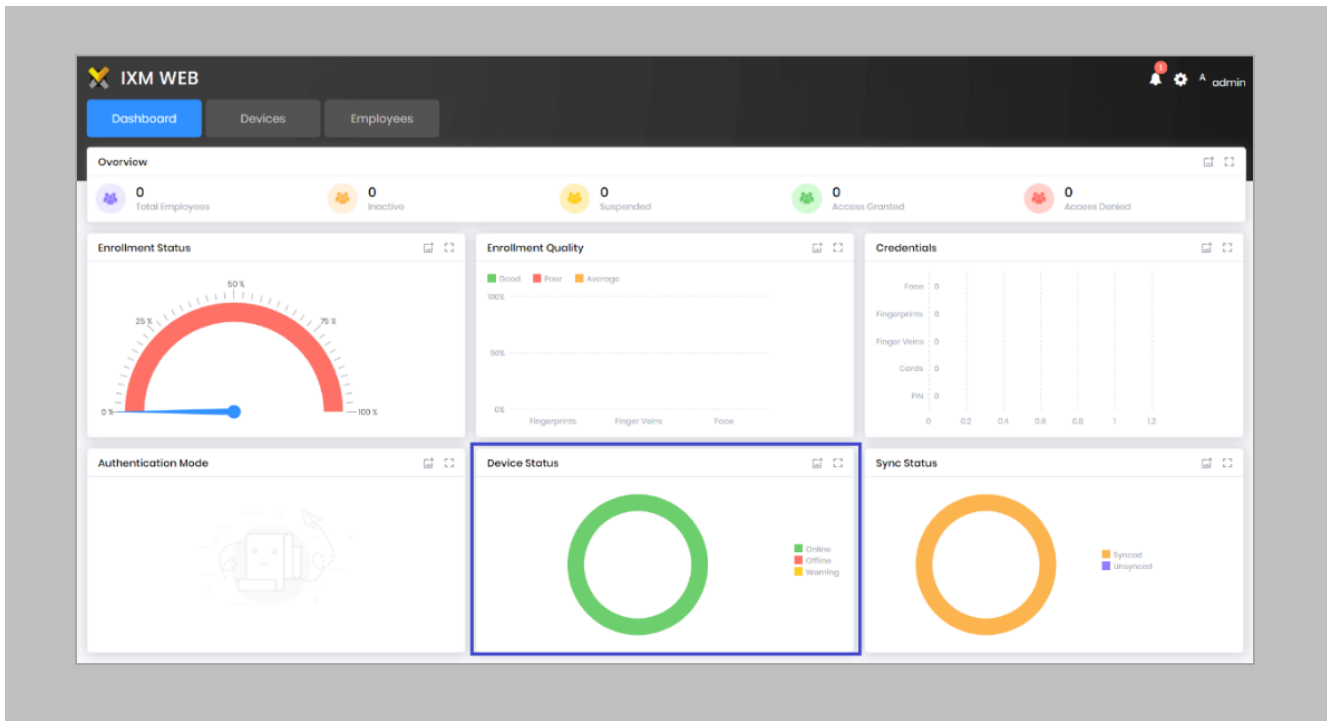 IXM WEB
1
A admin
Dashboard Devices Employees
Overview
0 0 0 0 0
Total Employees Inactive Suspended Access Granted Access Denied
Enrollment Status
50 %
25 % 75 %
0 % 100 %
Enrollment Quality
Good Poor Average
100%
50%
0%
Fingerprints Finger Veins Face
Credentials
Face 0
Fingerprints 0
Finger Veins 0
Cards 0
PIN 0
0 0.2 0.4 0.6 0.8 1 1.2
Authentication Mode
Device Status
Online
Offline
Warning
Sync Status
Synced
Unsynced